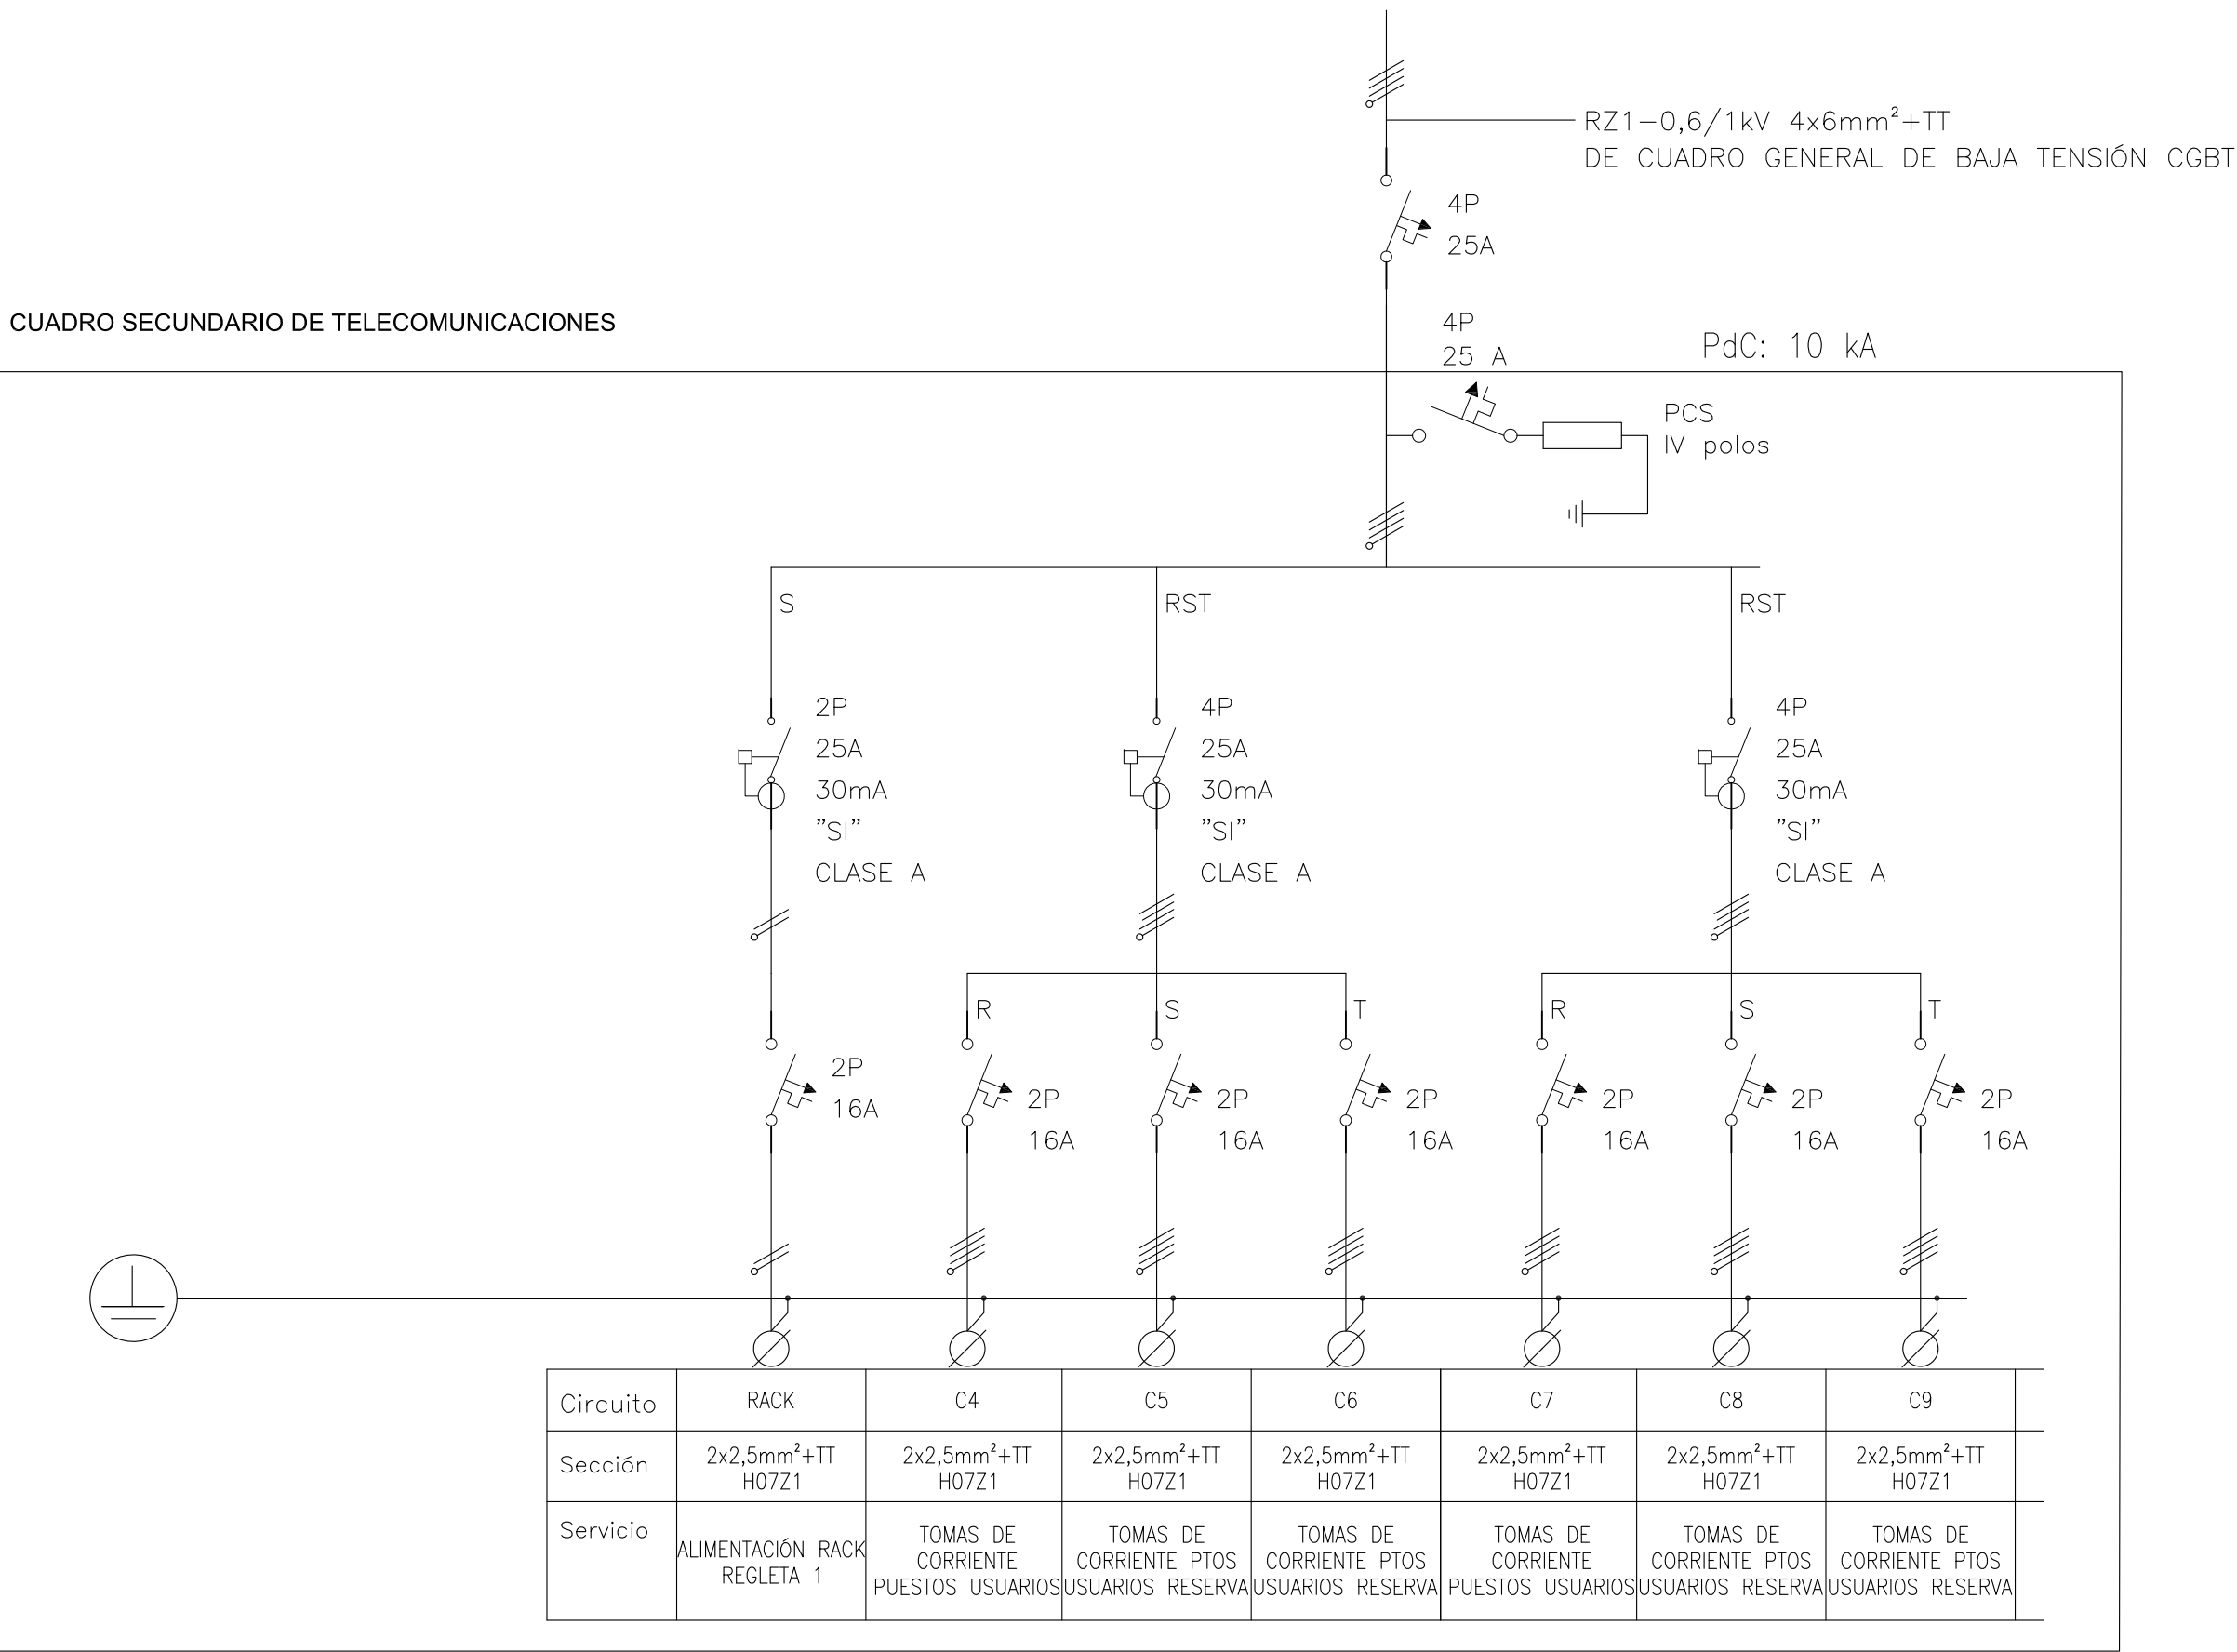 RZ1-0,6/1kV 4x6mm²+TT
DE CUADRO GENERAL DE BAJA TENSIÓN CGBT
4P
25A
CUADRO SECUNDARIO DE TELECOMUNICACIONES
4P
25 A
PdC: 10 kA
PCS
IV polos
S
RST
RST
2P
25A
30mA
"SI"
CLASE A
4P
25A
30mA
"SI"
CLASE A
4P
25A
30mA
"SI"
CLASE A
R
S
T
R
S
T
2P
16A
2P
16A
2P
16A
2P
16A
2P
16A
2P
16A
2P
16A
Circuito RACK C4 C5 C6 C7 C8 C9
Sección
2x2,5mm²+TT
H07Z1
2x2,5mm²+TT
H07Z1
2x2,5mm²+TT
H07Z1
2x2,5mm²+TT
H07Z1
2x2,5mm²+TT
H07Z1
2x2,5mm²+TT
H07Z1
2x2,5mm²+TT
H07Z1
Servicio
ALIMENTACIÓN RACK
REGLETA 1
TOMAS DE
CORRIENTE
PUESTOS USUARIOS
TOMAS DE
CORRIENTE PTOS
USUARIOS RESERVA
TOMAS DE
CORRIENTE PTOS
USUARIOS RESERVA
TOMAS DE
CORRIENTE
PUESTOS USUARIOS
TOMAS DE
CORRIENTE PTOS
USUARIOS RESERVA
TOMAS DE
CORRIENTE PTOS
USUARIOS RESERVA